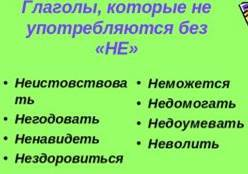 Глаголы, которые не
употребляются без
«НЕ»
• Неистовствова
ть
• Негодовать
• Ненавидеть
• Нездоровиться
• Неможется
• Недомогать
• Недоумевать
• Неволить